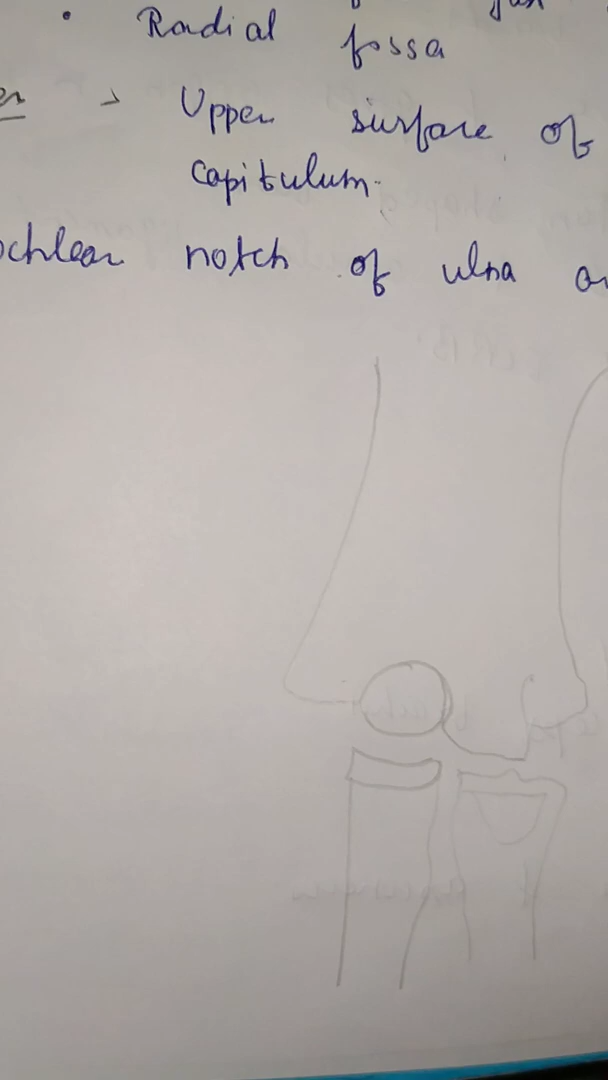 • Radial fossa
> Upper surface of
capitulum.
notch of ulna